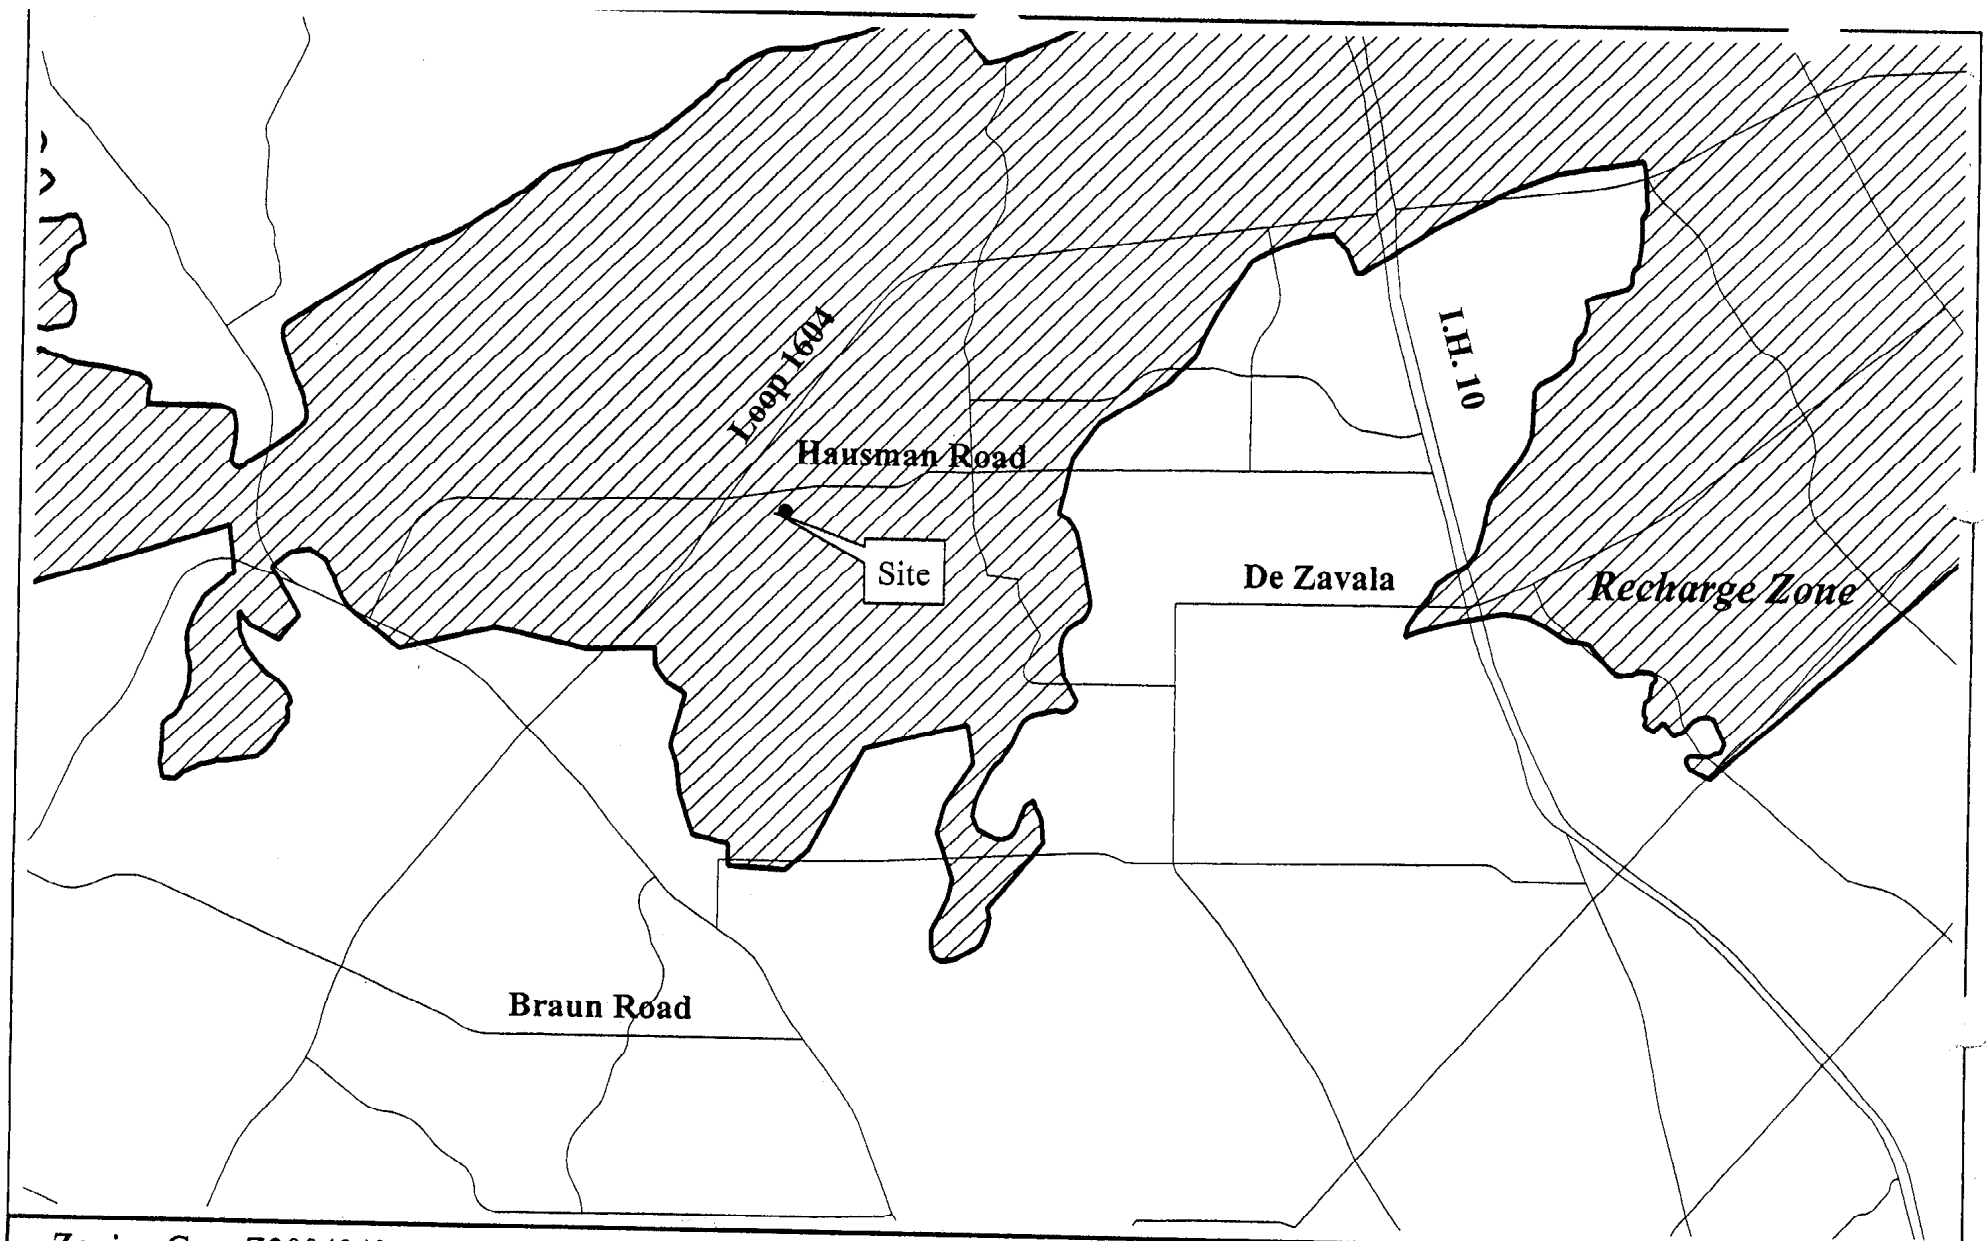 Loop 1604
I.H. 10
Hausman Road
Site
De Zavala
Recharge Zone
Braun Road